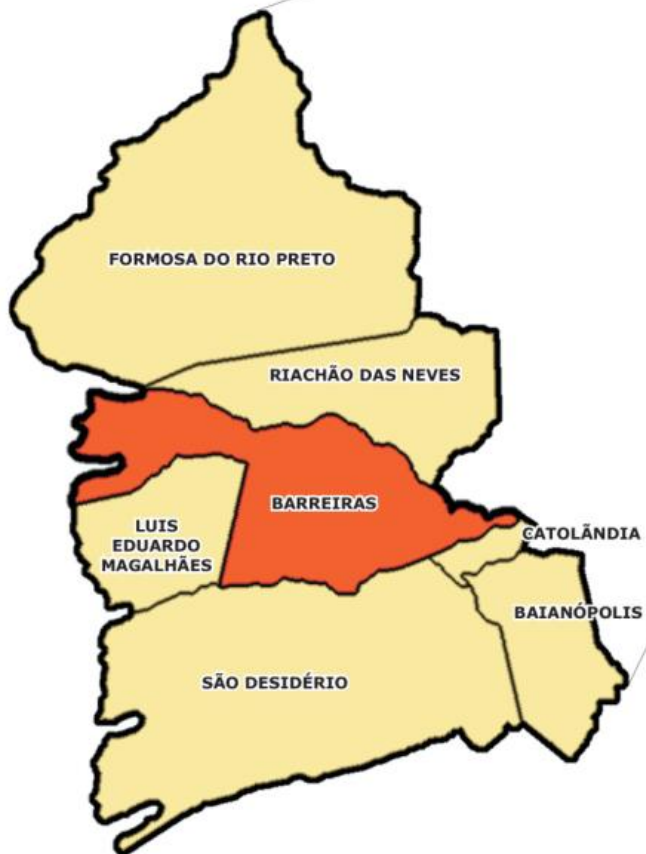 FORMOSA DO RIO PRETO
RIACHÃO DAS NEVES
BARREIRAS
LUIS
EDUARDO
MAGALHÃES
CATOLÂNDIA
BAIANÓPOLIS
SÃO DESIDÉRIO